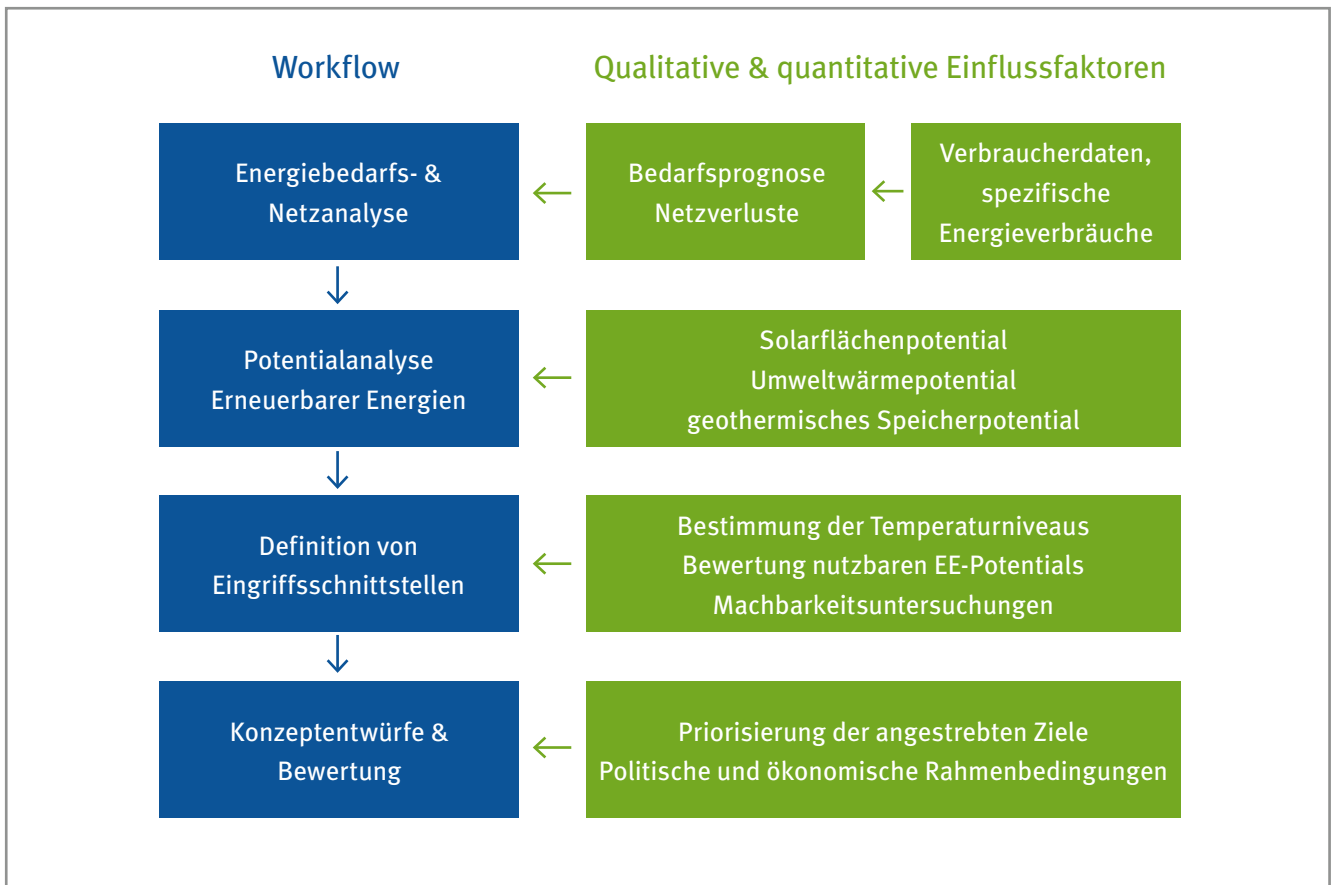 Workflow
Qualitative & quantitative Einflussfaktoren
Energiebedarfs- &
Netzanalyse
Bedarfsprognose
Netzverluste
Verbraucherdaten,
spezifische
Energieverbräuche
Potentialanalyse
Erneuerbarer Energien
Solarflächenpotential
Umweltwärmepotential
geothermisches Speicherpotential
Definition von
Eingriffsschnittstellen
Bestimmung der Temperaturniveaus
Bewertung nutzbaren EE-Potentials
Machbarkeitsuntersuchungen
Konzeptentwürfe &
Bewertung
Priorisierung der angestrebten Ziele
Politische und ökonomische Rahmenbedingungen